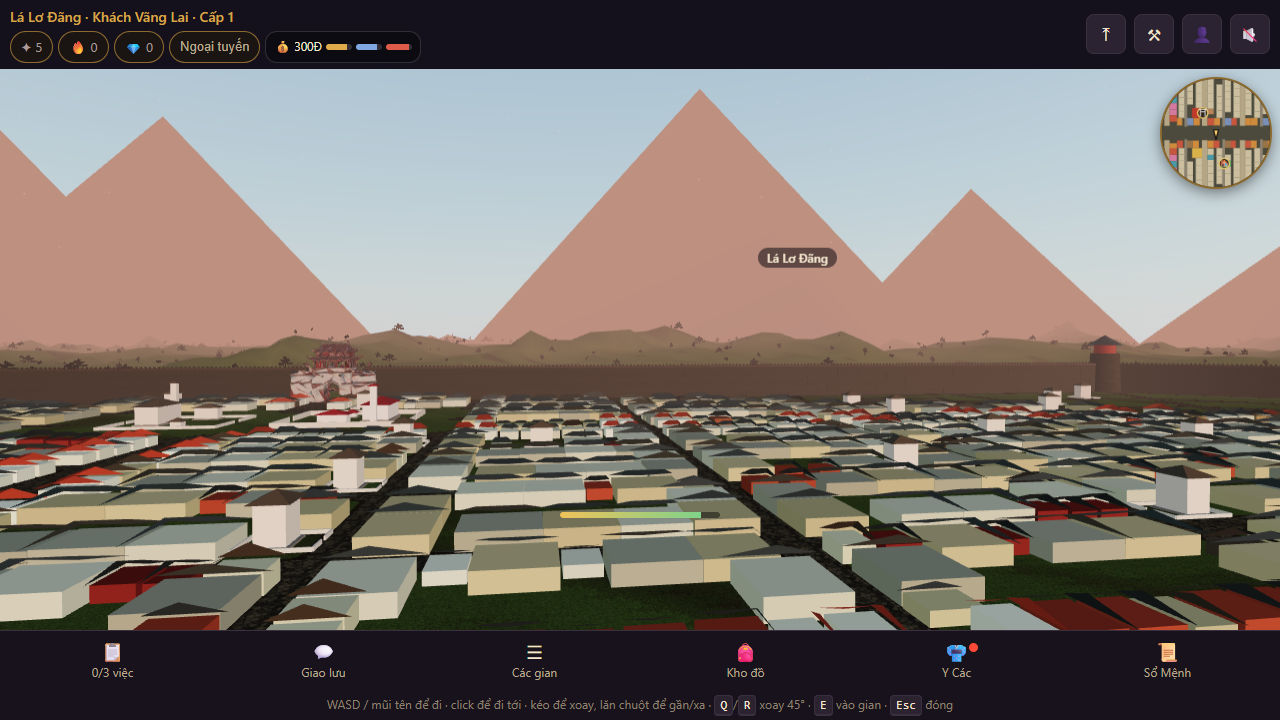 Lá Lơ Đãng · Khách Vãng Lai · Cấp 1
5 0 0 Ngoại tuyến 300Đ
Lá Lơ Đãng
0/3 việc Giao lưu Các gian Kho đồ Y Các Sổ Mệnh
WASD / mũi tên để đi · click để đi tới · kéo để xoay, lăn chuột để gần/xa · Q / R xoay 45° · E vào gian · Esc đóng